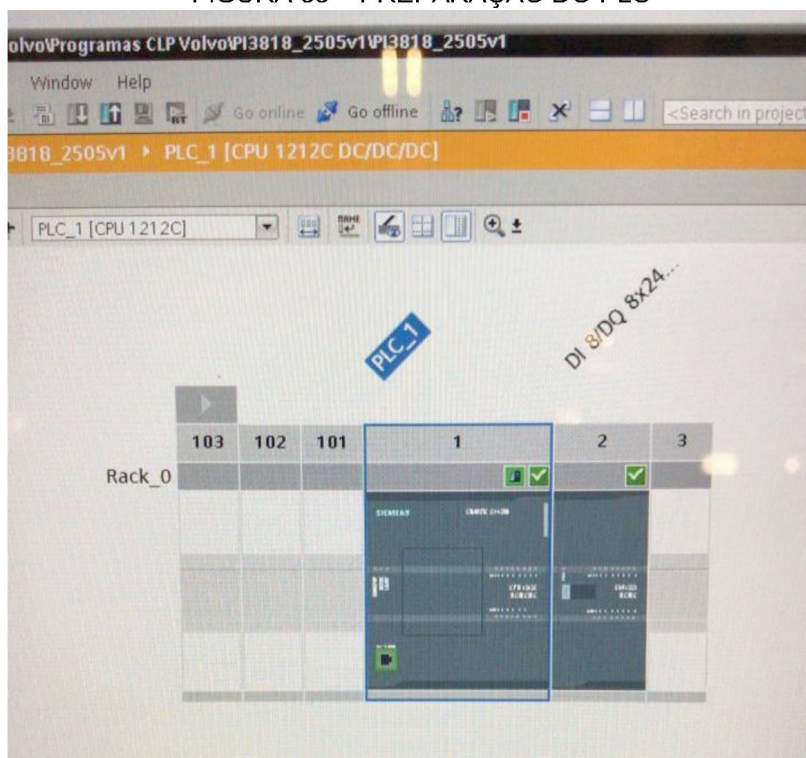 olvo\Programas CLP Volvo\PI3818_2505v1\PI3818_2505v1
Window Help
Go online Go offline <Search in project
3818_2505v1 PLC_1 [CPU 1212C DC/DC/DC]
PLC_1 [CPU 1212C]
PLC_1
DI 8/DQ 8x24...
103 102 101 1 2 3
Rack_0
SIEMENS